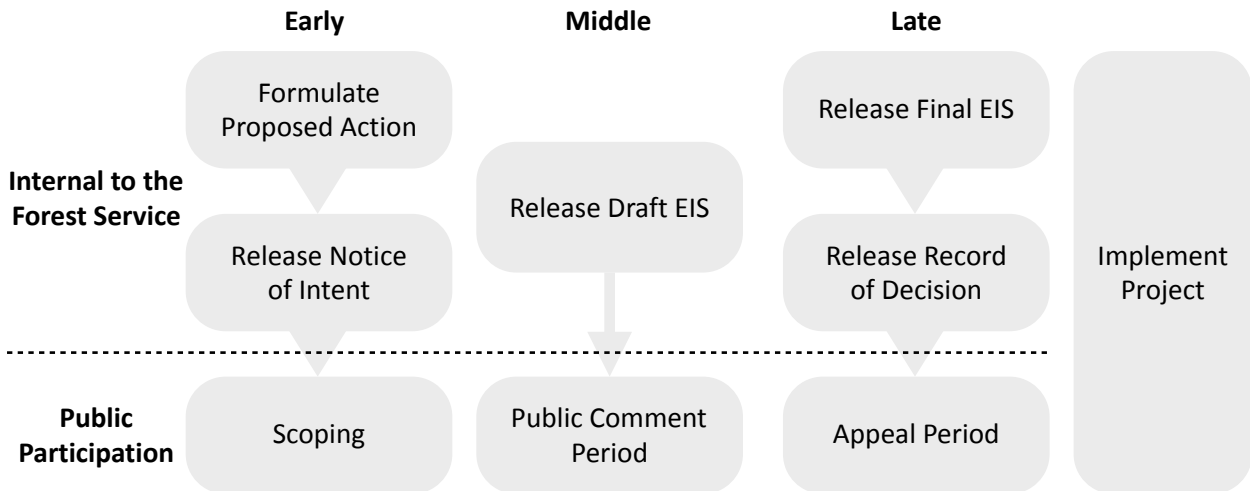 Early
Middle
Late
Internal to the
Forest Service
Formulate
Proposed Action
Release Notice
of Intent
Release Draft EIS
Release Final EIS
Release Record
of Decision
Implement
Project
Public
Participation
Scoping
Public Comment
Period
Appeal Period